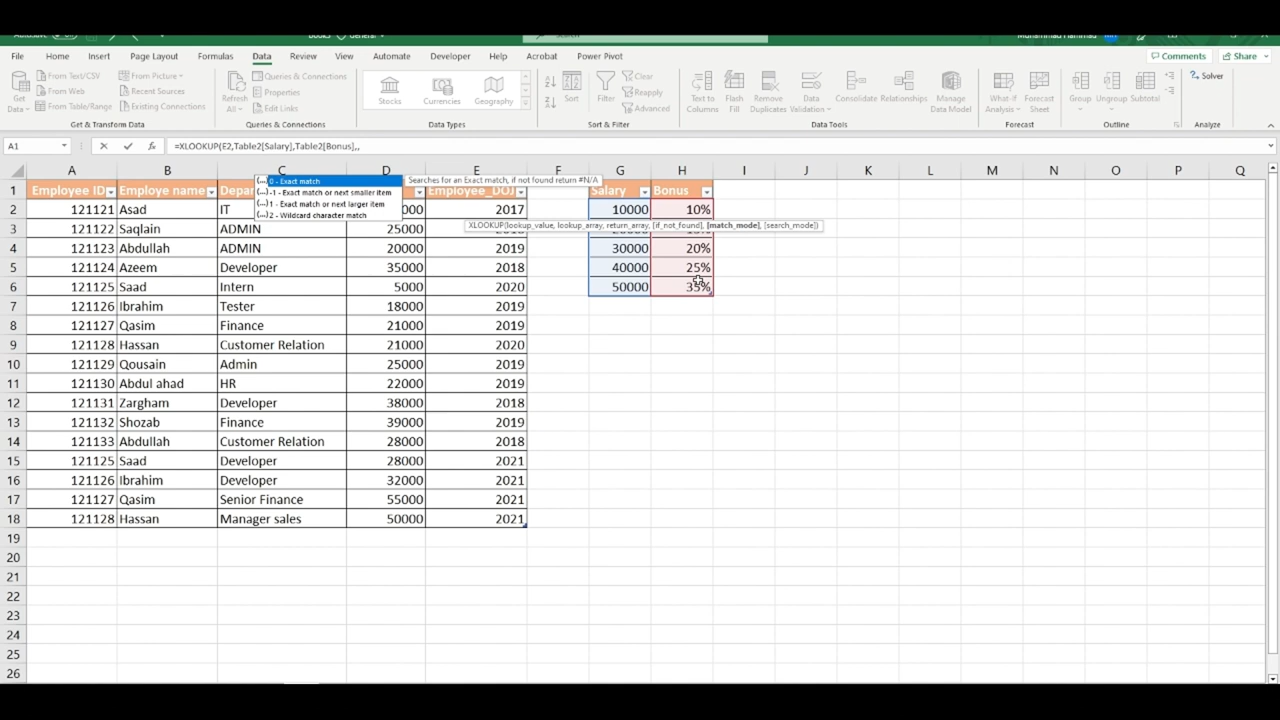 File Home Insert Page Layout Formulas Data Review View Automate Developer Help Acrobat Power Pivot Comments Share
From Text/CSV From Picture Queries & Connections Clear Solver
Get Data From Web Recent Sources Refresh All Properties Stocks Currencies Geography Sort Filter Reapply Text to Columns Flash Fill Remove Duplicates Data Validation Consolidate Relationships Manage Data Model What-If Analysis Forecast Sheet Group Ungroup Subtotal
From Table/Range Existing Connections Edit Links Advanced
Get & Transform Data Queries & Connections Data Types Sort & Filter Data Tools Forecast Outline Analyze
A1 fx =XLOOKUP(E2,Table2[Salary],Table2[Bonus],,
A B C D E F G H I J K L M N O P Q
(...) 0 - Exact match Searches for an Exact match, if not found return #N/A
1 Employee ID Employe name Employee_DOJ Salary Bonus
(...) -1 - Exact match or next smaller item
(...) 1 - Exact match or next larger item
(...) 2 - Wildcard character match
2 121121 Asad IT 2017 10000 10%
XLOOKUP(lookup_value, lookup_array, return_array, [if_not_found], [match_mode], [search_mode])
3 121122 Saqlain ADMIN 25000
4 121123 Abdullah ADMIN 20000 2019 30000 20%
5 121124 Azeem Developer 35000 2018 40000 25%
6 121125 Saad Intern 5000 2020 50000 35%
7 121126 Ibrahim Tester 18000 2019
8 121127 Qasim Finance 21000 2019
9 121128 Hassan Customer Relation 21000 2020
10 121129 Qousain Admin 25000 2019
11 121130 Abdul ahad HR 22000 2019
12 121131 Zargham Developer 38000 2018
13 121132 Shozab Finance 39000 2019
14 121133 Abdullah Customer Relation 28000 2018
15 121125 Saad Developer 28000 2021
16 121126 Ibrahim Developer 32000 2021
17 121127 Qasim Senior Finance 55000 2021
18 121128 Hassan Manager sales 50000 2021
19
20
21
22
23
24
25
26